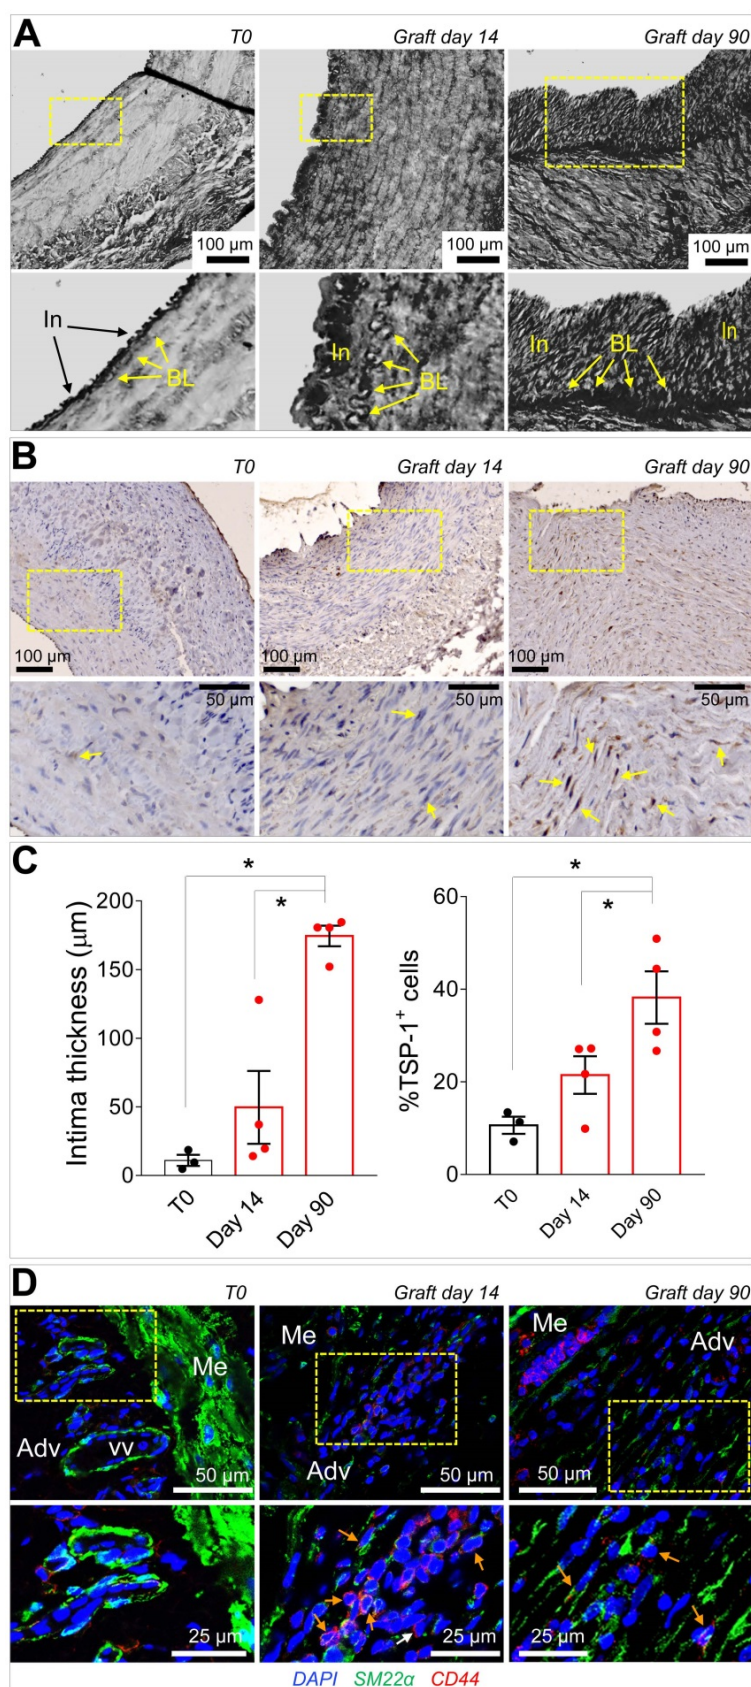 A
T0
Graft day 14
Graft day 90
100 µm
100 µm
100 µm
In
BL
In
BL
In
BL
In
B
T0
Graft day 14
Graft day 90
100 µm
100 µm
100 µm
50 µm
50 µm
50 µm
C
Intima thickness (µm)
200
150
100
50
0
*
*
T0
Day 14
Day 90
%TSP-1⁺ cells
60
40
20
0
*
*
T0
Day 14
Day 90
D
T0
Graft day 14
Graft day 90
Me
Adv
vv
50 µm
Me
Adv
50 µm
Me
Adv
50 µm
25 µm
25 µm
25 µm
DAPI SM22α CD44